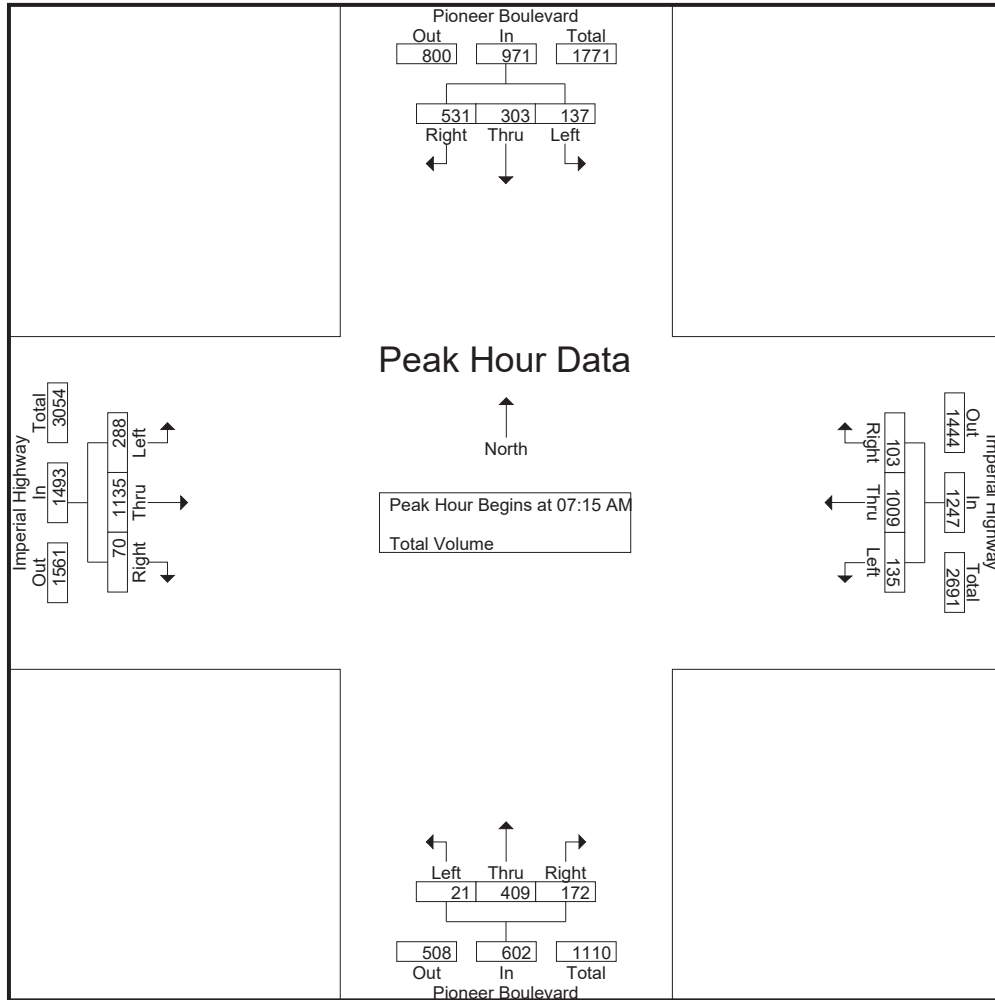 Pioneer Boulevard
Out In Total
800 971 1771
531 303 137
Right Thru Left
Peak Hour Data
North
Peak Hour Begins at 07:15 AM
Total Volume
Imperial Highway
Out In Total
1561 1493 3054
70 1135 288
Right Thru Left
Imperial Highway
Out In Total
1444 1247 2691
103 1009 135
Right Thru Left
Left Thru Right
21 409 172
508 602 1110
Out In Total
Pioneer Boulevard